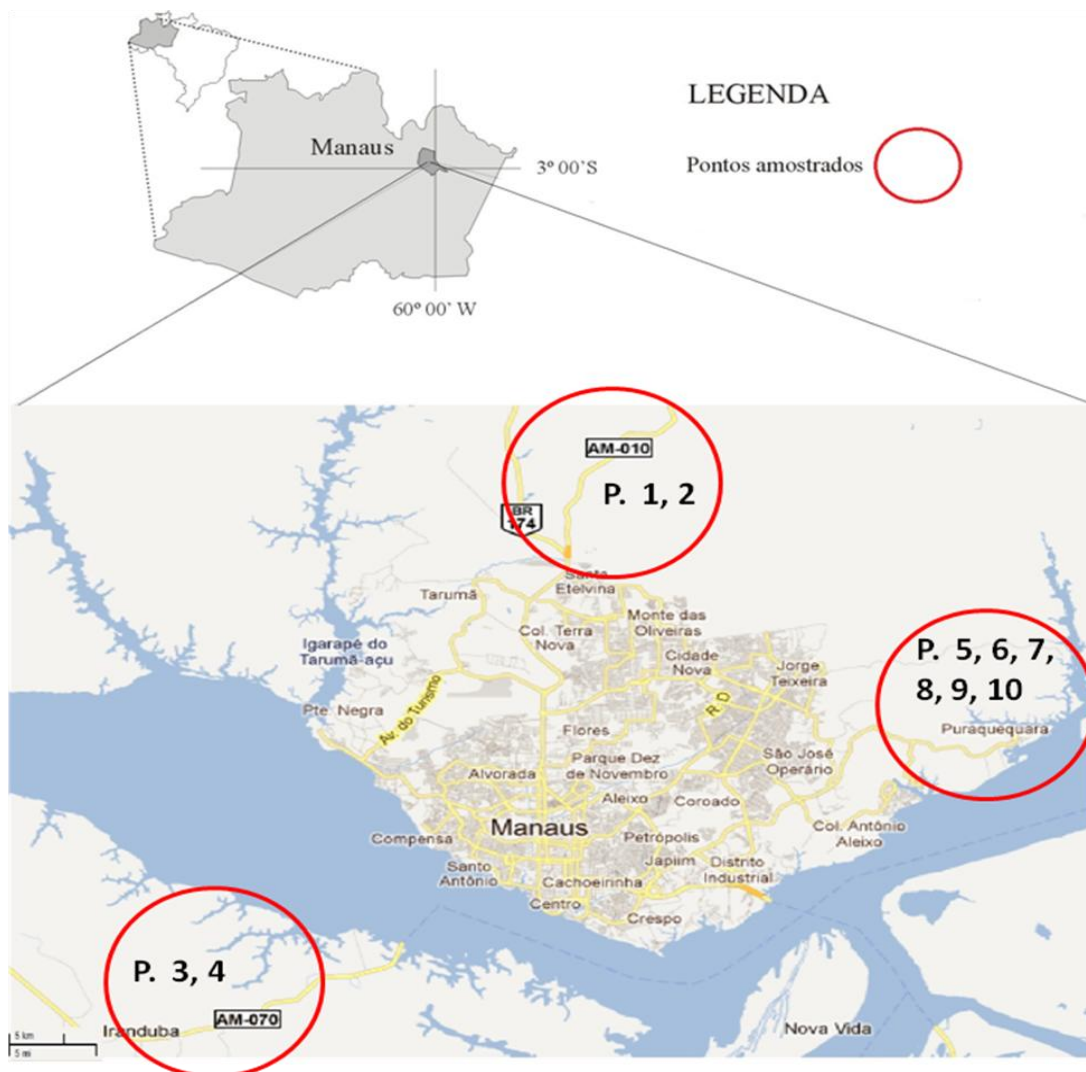 LEGENDA
Manaus
Pontos amostrados
3º 00'S
60º 00' W
AM-010
P. 1, 2
BR
174
Santa
Etelvina
Tarumã
Monte das
Oliveiras
Col. Terra
Nova
Igarapé do
Tarumã-açu
Cidade
Nova
Jorge
Teixeira
P. 5, 6, 7,
8, 9, 10
Puraquequara
Pte. Negra
Av. do Turismo
R. D
Flores
São José
Operário
Parque Dez
de Novembro
Alvorada
Aleixo
Coroado
Manaus
Petrópolis
Col. Antônio
Aleixo
Compensa
Japiim
Distrito
Industrial
Santo
Antônio
Cachoeirinha
Centro
Crespo
P. 3, 4
AM-070
Iranduba
Nova Vida
5 km
5 mi